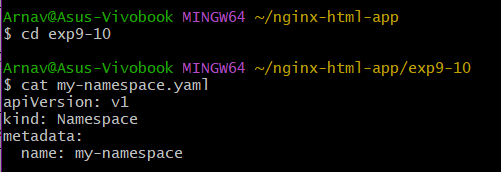 Arnav@Asus-Vivobook MINGW64 ~/nginx-html-app
$ cd exp9-10

Arnav@Asus-Vivobook MINGW64 ~/nginx-html-app/exp9-10
$ cat my-namespace.yaml
apiVersion: v1
kind: Namespace
metadata:
  name: my-namespace